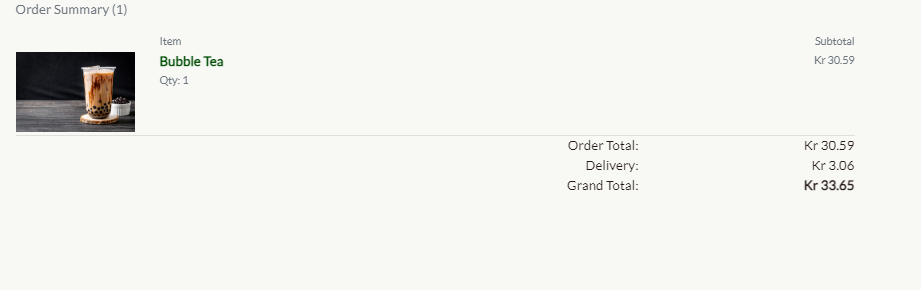 Order Summary (1)
Item Subtotal
Bubble Tea Kr 30.59
Qty: 1
Order Total: Kr 30.59
Delivery: Kr 3.06
Grand Total: Kr 33.65